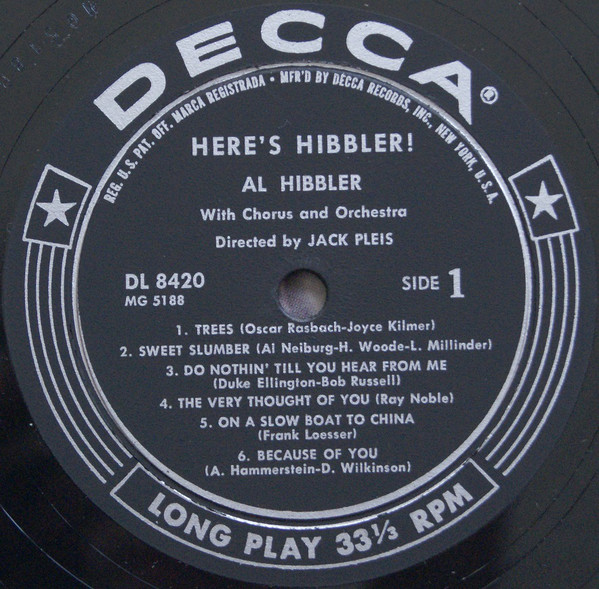 DECCA®
REG. U.S. PAT. OFF. MARCA REGISTRADA • MFR'D BY DECCA RECORDS, INC., NEW YORK, U.S.A.
HERE'S HIBBLER!
AL HIBBLER
With Chorus and Orchestra
Directed by JACK PLEIS
DL 8420
MG 5188
SIDE 1
1. TREES (Oscar Rasbach-Joyce Kilmer)
2. SWEET SLUMBER (Al Neiburg-H. Woode-L. Millinder)
3. DO NOTHIN' TILL YOU HEAR FROM ME
(Duke Ellington-Bob Russell)
4. THE VERY THOUGHT OF YOU (Ray Noble)
5. ON A SLOW BOAT TO CHINA
(Frank Loesser)
6. BECAUSE OF YOU
(A. Hammerstein-D. Wilkinson)
LONG PLAY 33⅓ RPM